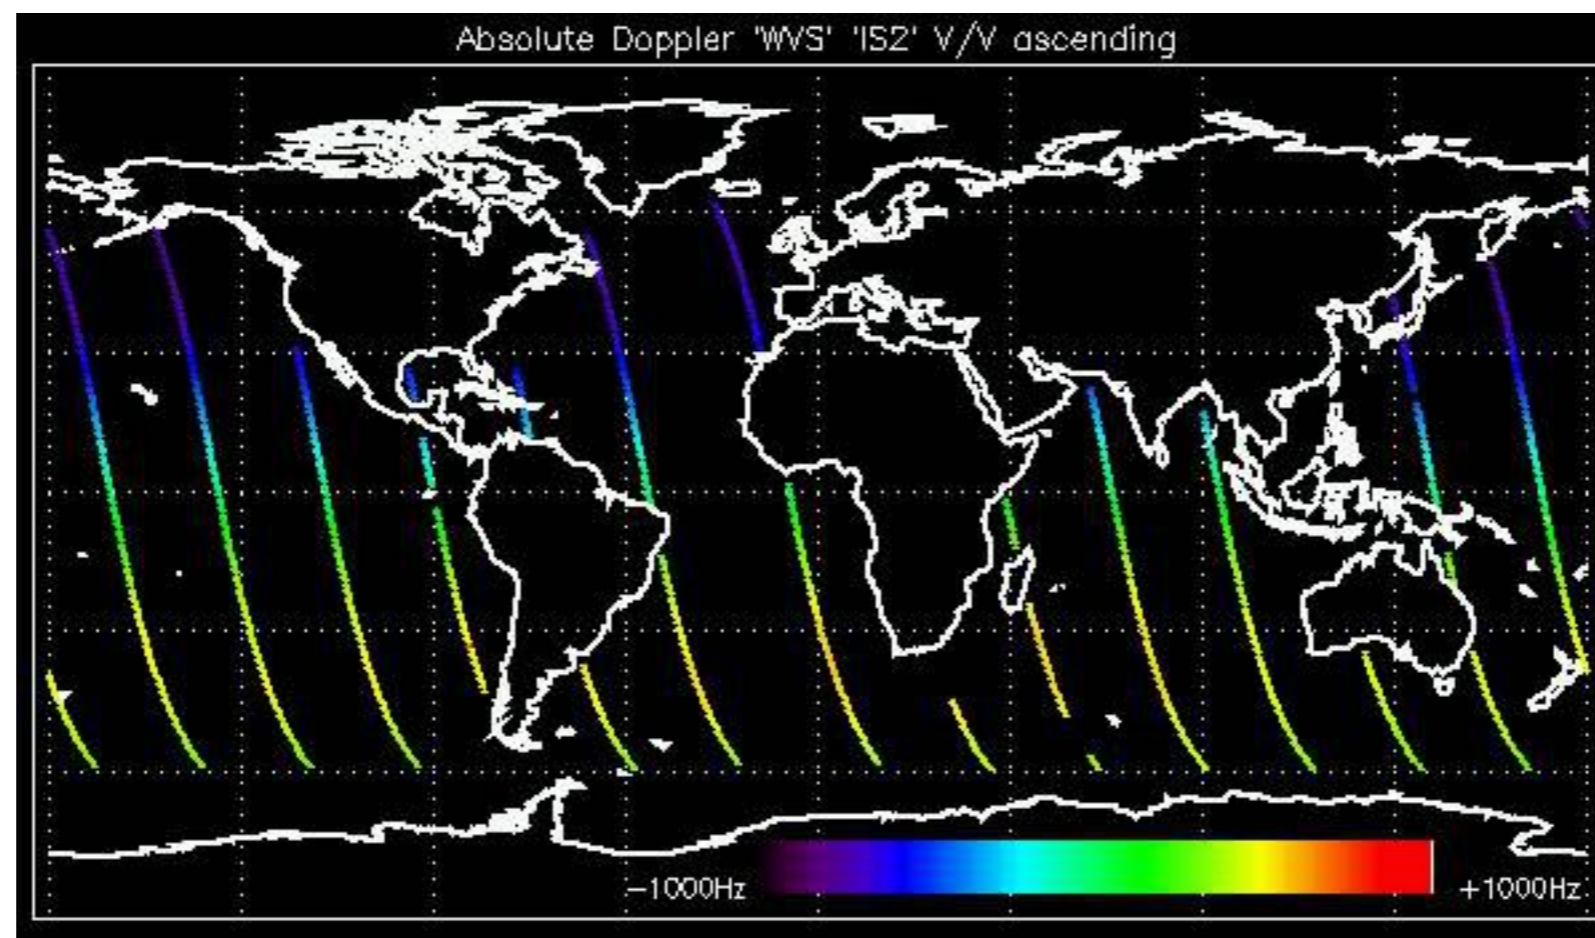 Absolute Doppler 'WVS' 'IS2' V/V ascending
-1000Hz +1000Hz